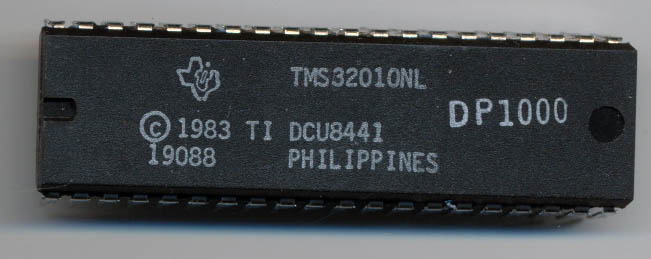 TMS32010NL
DP1000
© 1983 TI DCU8441
19088 PHILIPPINES